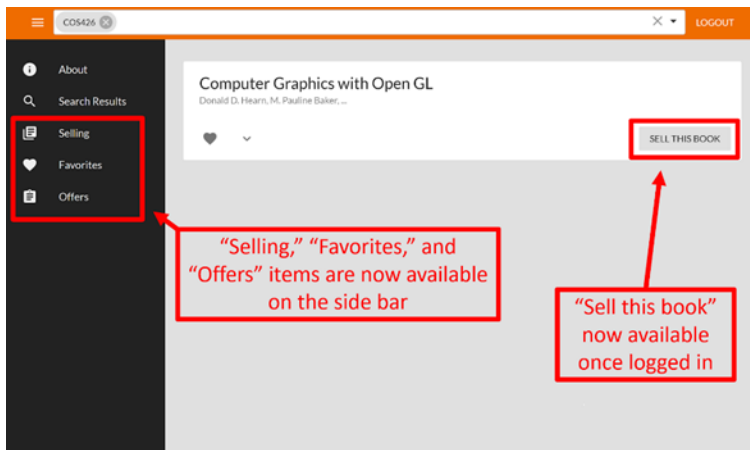 COS426
LOGOUT
About
Search Results
Selling
Favorites
Offers
Computer Graphics with Open GL
Donald D. Hearn, M. Pauline Baker, ...
SELL THIS BOOK
“Selling,” “Favorites,” and
“Offers” items are now available
on the side bar
“Sell this book”
now available
once logged in